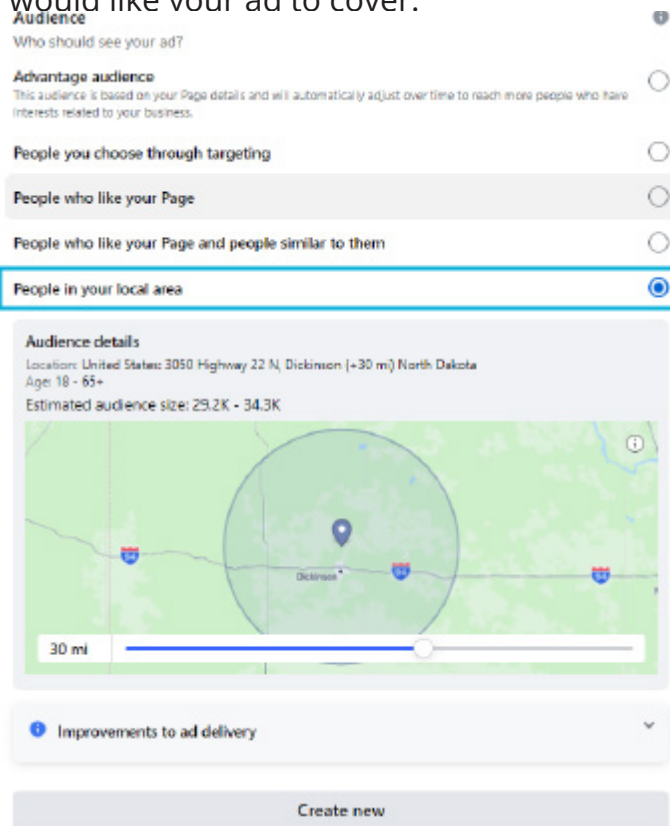 would like your ad to cover.
Audience
Who should see your ad?
Advantage audience
This audience is based on your Page details and will automatically adjust over time to reach more people who have
interests related to your business.
People you choose through targeting
People who like your Page
People who like your Page and people similar to them
People in your local area
Audience details
Location: United States: 3050 Highway 22 N, Dickinson (+30 mi) North Dakota
Age: 18 - 65+
Estimated audience size: 29.2K - 34.3K
94
Dickinson
94
94
30 mi
Improvements to ad delivery
Create new